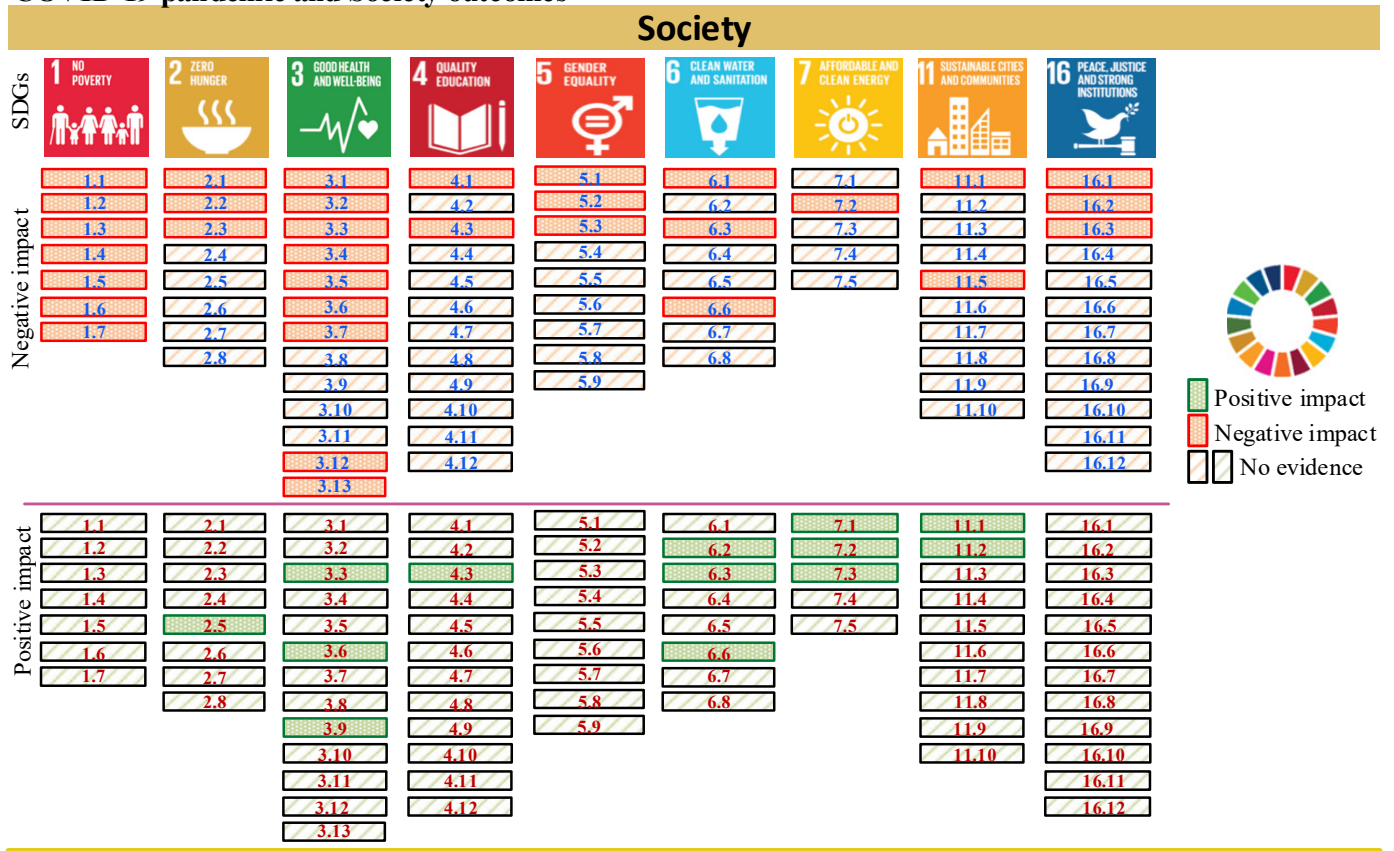 COVID-19 pandemic and Society outcomes
Society
SDGs
1 NO POVERTY
2 ZERO HUNGER
3 GOOD HEALTH AND WELL-BEING
4 QUALITY EDUCATION
5 GENDER EQUALITY
6 CLEAN WATER AND SANITATION
7 AFFORDABLE AND CLEAN ENERGY
11 SUSTAINABLE CITIES AND COMMUNITIES
16 PEACE, JUSTICE AND STRONG INSTITUTIONS
Negative impact
1.1 2.1 3.1 4.1 5.1 6.1 7.1 11.1 16.1
1.2 2.2 3.2 4.2 5.2 6.2 7.2 11.2 16.2
1.3 2.3 3.3 4.3 5.3 6.3 7.3 11.3 16.3
1.4 2.4 3.4 4.4 5.4 6.4 7.4 11.4 16.4
1.5 2.5 3.5 4.5 5.5 6.5 7.5 11.5 16.5
1.6 2.6 3.6 4.6 5.6 6.6 11.6 16.6
1.7 2.7 3.7 4.7 5.7 6.7 11.7 16.7
2.8 3.8 4.8 5.8 6.8 11.8 16.8
3.9 4.9 5.9 11.9 16.9
3.10 4.10 11.10 16.10
3.11 4.11 16.11
3.12 4.12 16.12
3.13
Positive impact
Negative impact
No evidence
Positive impact
1.1 2.1 3.1 4.1 5.1 6.1 7.1 11.1 16.1
1.2 2.2 3.2 4.2 5.2 6.2 7.2 11.2 16.2
1.3 2.3 3.3 4.3 5.3 6.3 7.3 11.3 16.3
1.4 2.4 3.4 4.4 5.4 6.4 7.4 11.4 16.4
1.5 2.5 3.5 4.5 5.5 6.5 7.5 11.5 16.5
1.6 2.6 3.6 4.6 5.6 6.6 11.6 16.6
1.7 2.7 3.7 4.7 5.7 6.7 11.7 16.7
2.8 3.8 4.8 5.8 6.8 11.8 16.8
3.9 4.9 5.9 11.9 16.9
3.10 4.10 11.10 16.10
3.11 4.11 16.11
3.12 4.12 16.12
3.13